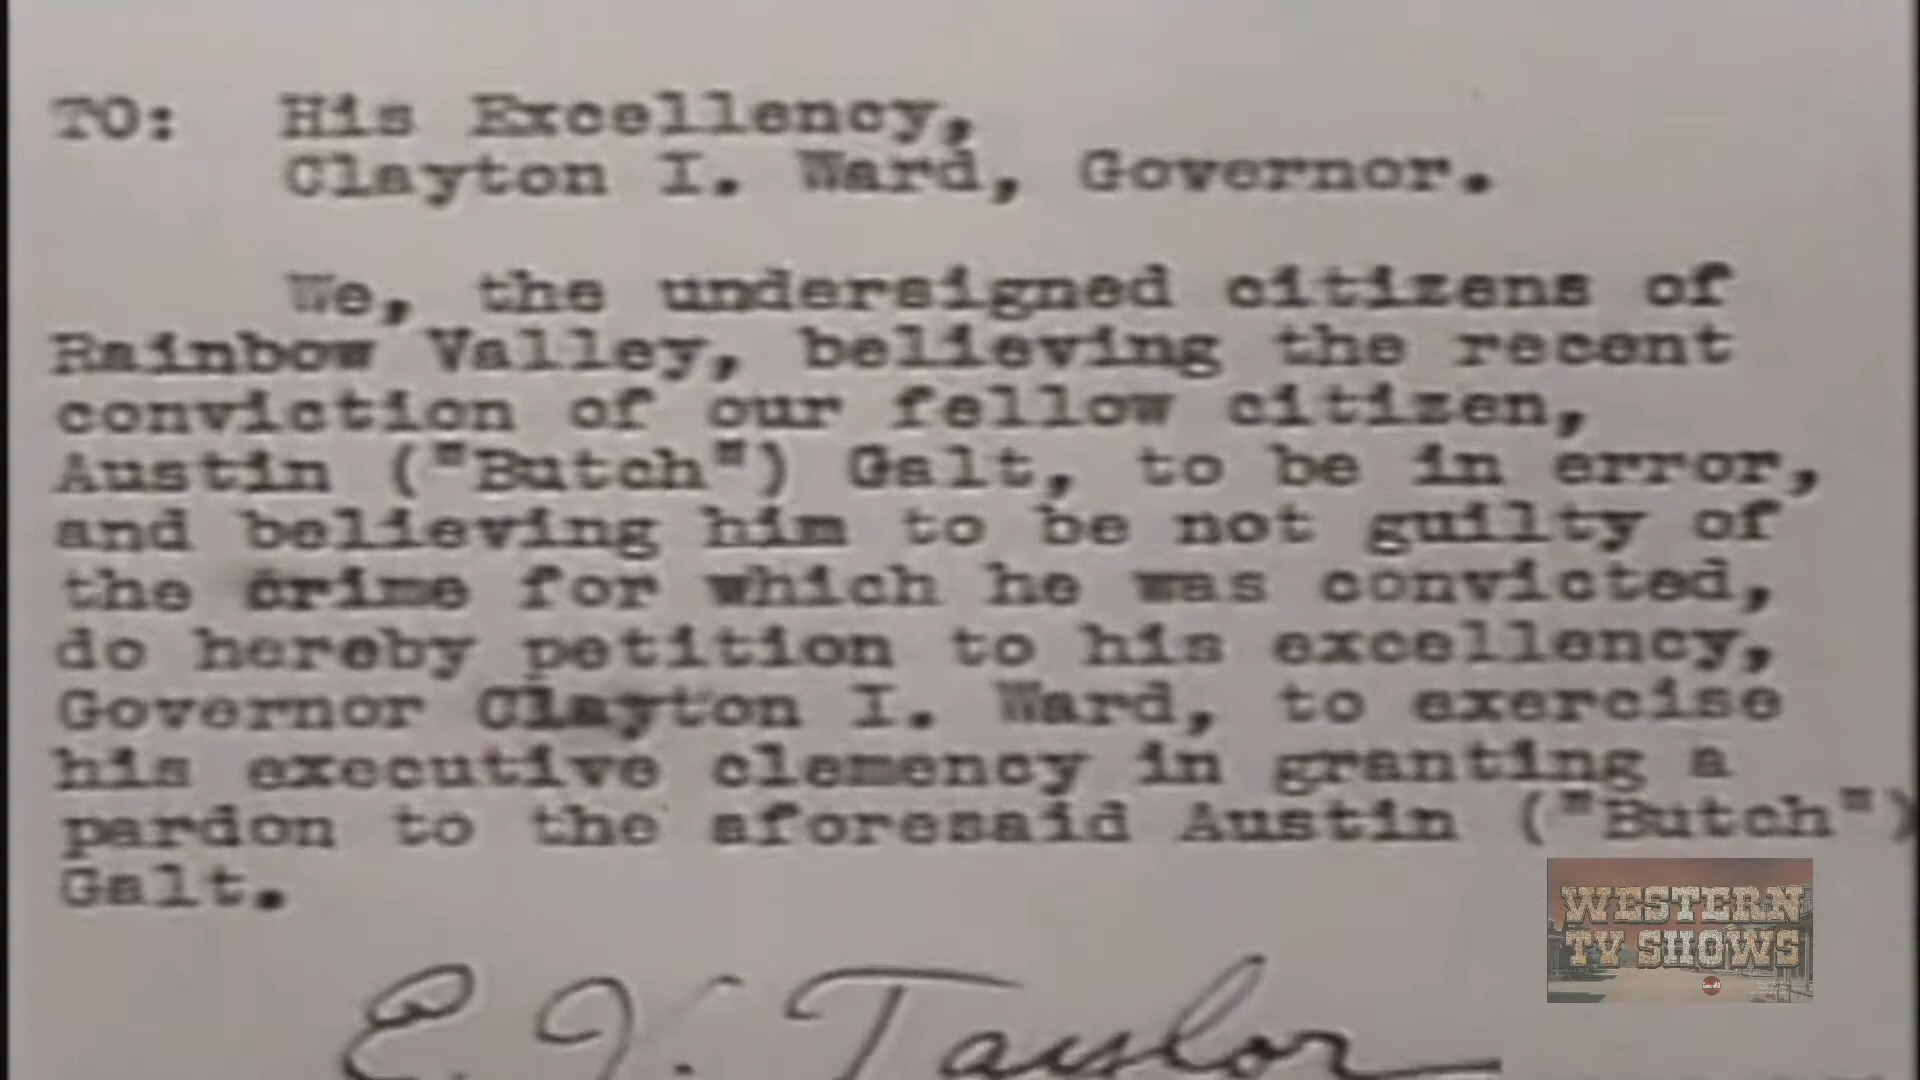 TO: His Excellency,
Clayton I. Ward, Governor.
We, the undersigned citizens of
Rainbow Valley, believing the recent
conviction of our fellow citizen,
Austin ("Butch") Galt, to be in error,
and believing him to be not guilty of
the crime for which he was convicted,
do hereby petition to his excellency,
Governor Clayton I. Ward, to exercise
his executive clemency in granting a
pardon to the aforesaid Austin ("Butch")
Galt.
E. V. Taylor
WESTERN
TV SHOWS